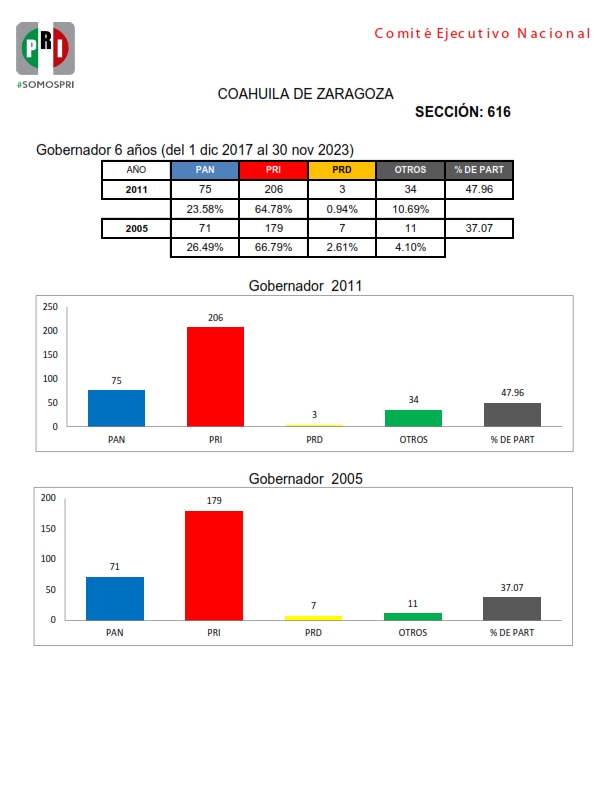 Comité Ejecutivo Nacional
PRI
#SOMOSPRI
COAHUILA DE ZARAGOZA
SECCIÓN: 616
Gobernador 6 años (del 1 dic 2017 al 30 nov 2023)
AÑO PAN PRI PRD OTROS % DE PART
2011 75 206 3 34 47.96
23.58% 64.78% 0.94% 10.69%
2005 71 179 7 11 37.07
26.49% 66.79% 2.61% 4.10%
Gobernador 2011
250
200
150
100
50
0
75
206
3
34
47.96
PAN PRI PRD OTROS % DE PART
Gobernador 2005
200
150
100
50
0
71
179
7
11
37.07
PAN PRI PRD OTROS % DE PART